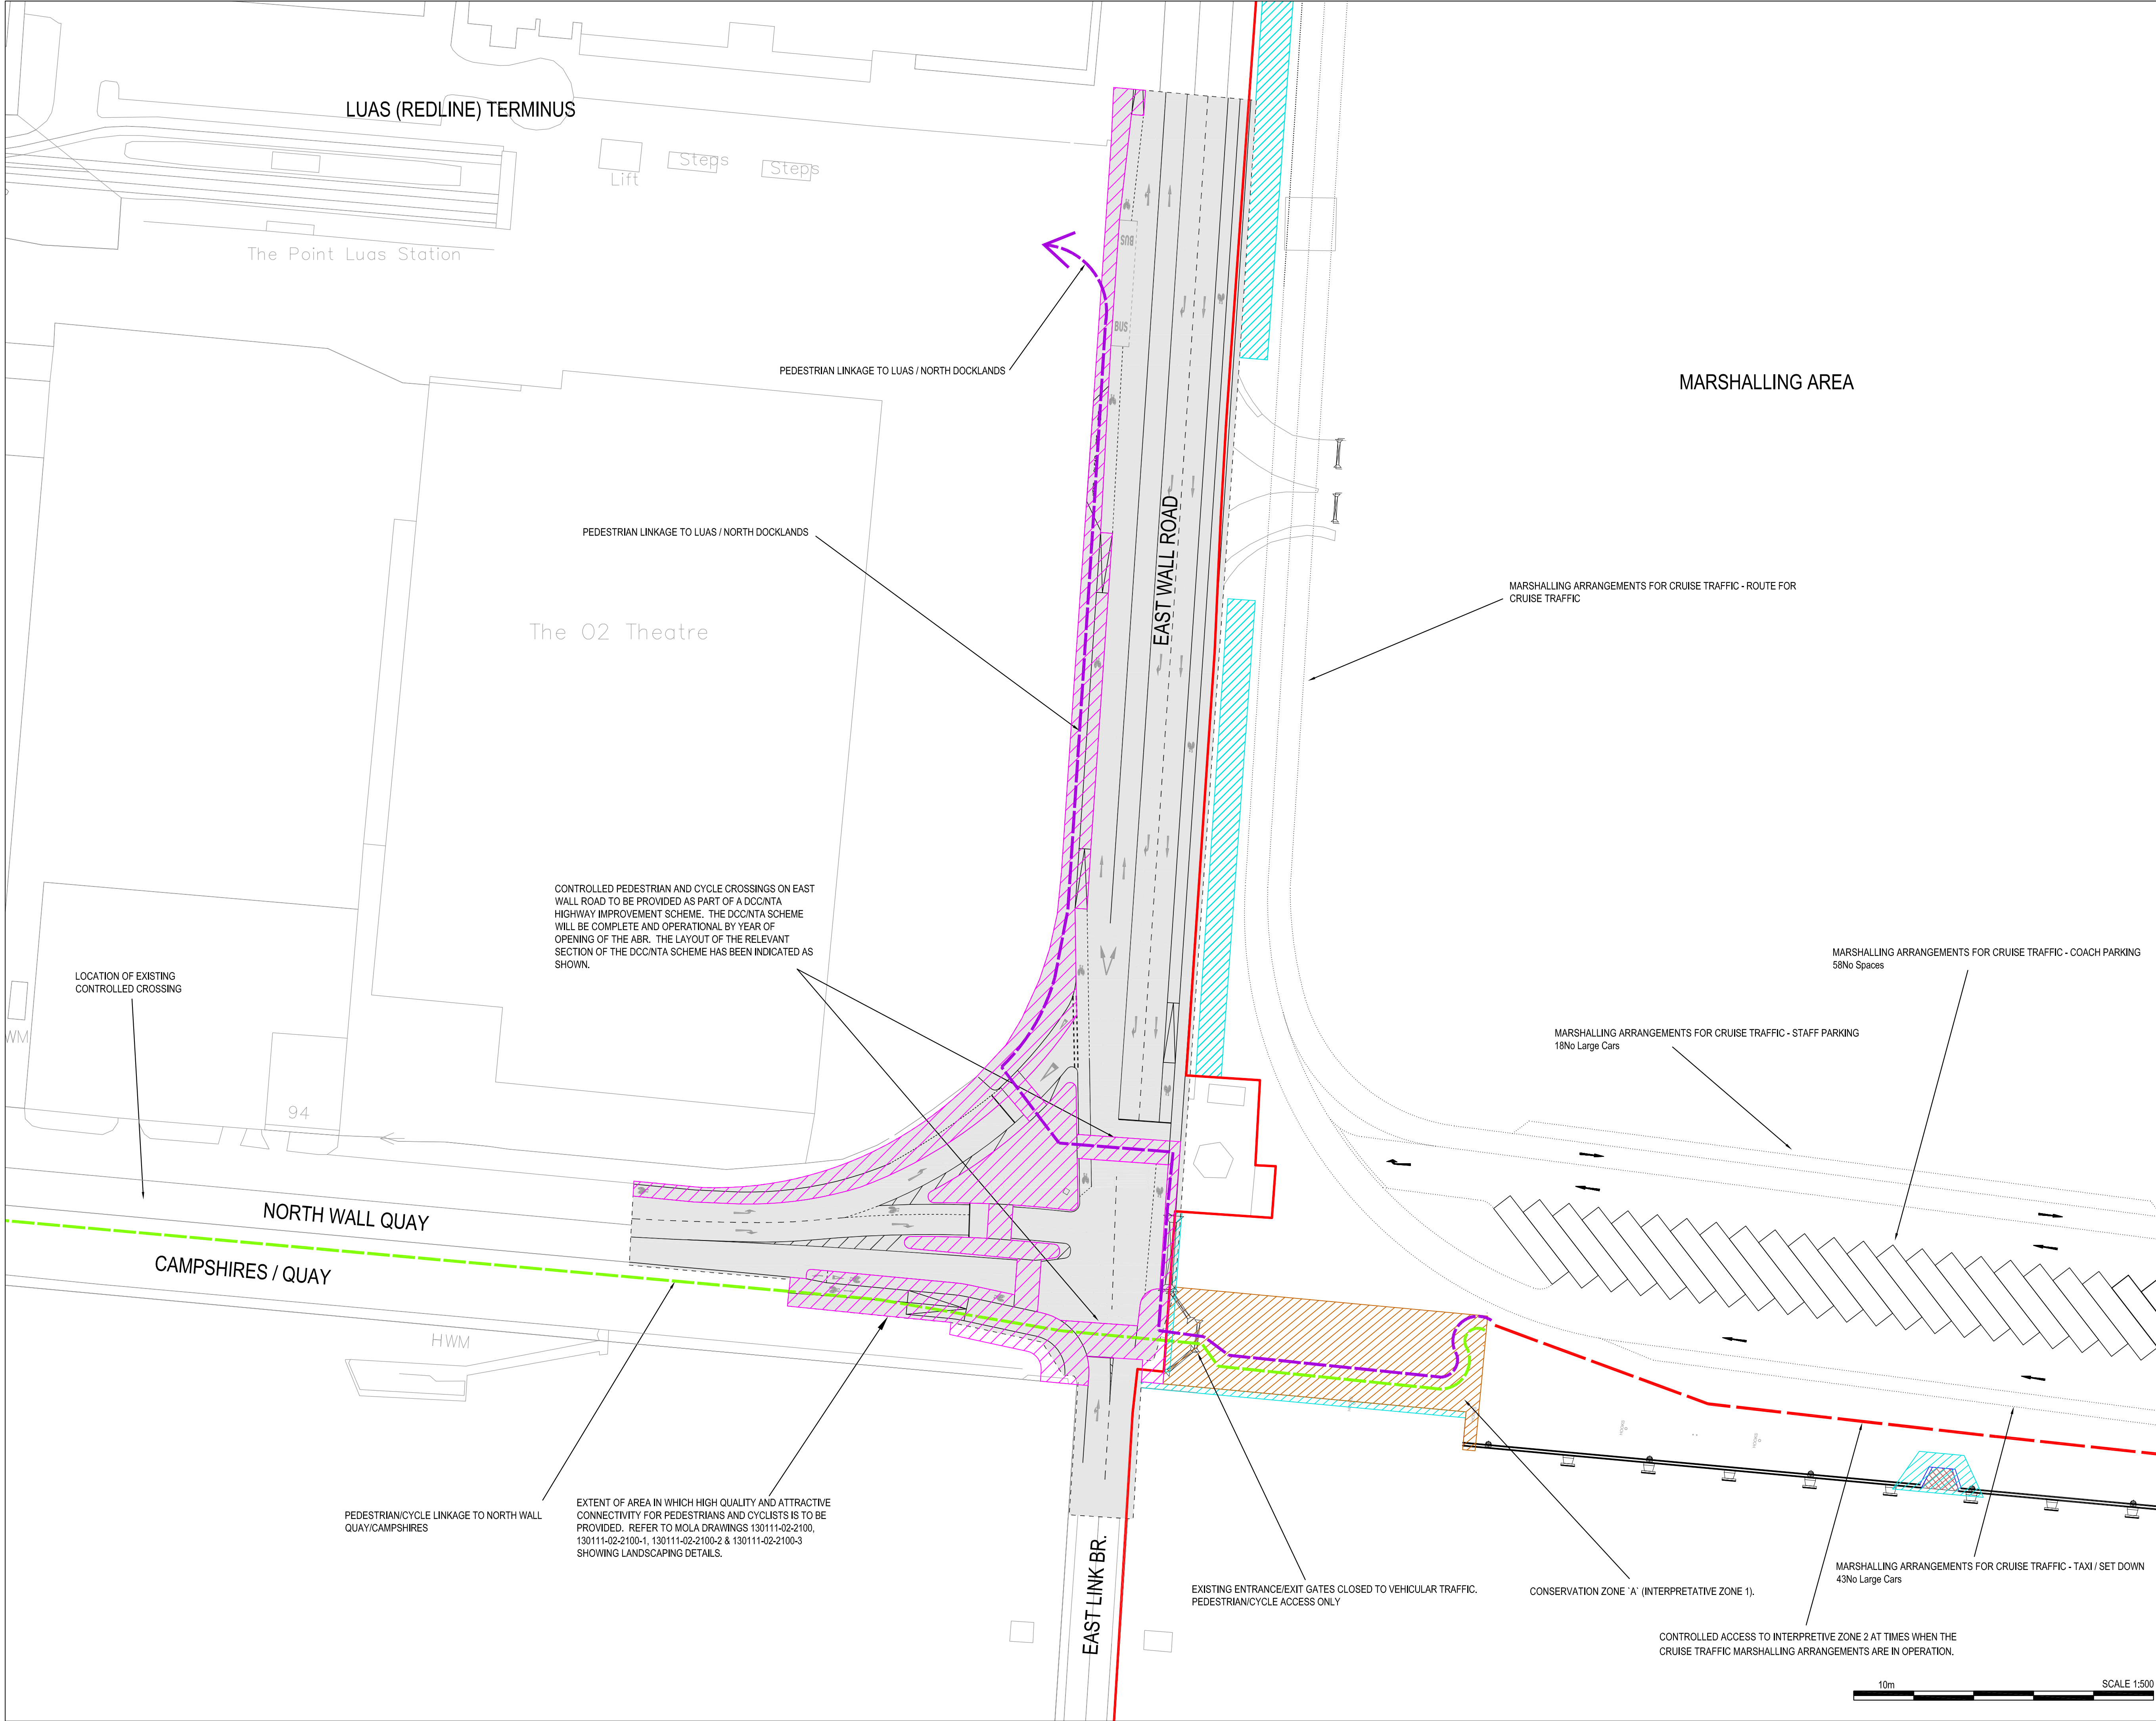 LUAS (REDLINE) TERMINUS
Lift
Steps
Steps
The Point Luas Station
BUS
BUS
PEDESTRIAN LINKAGE TO LUAS / NORTH DOCKLANDS
MARSHALLING AREA
PEDESTRIAN LINKAGE TO LUAS / NORTH DOCKLANDS
EAST WALL ROAD
MARSHALLING ARRANGEMENTS FOR CRUISE TRAFFIC - ROUTE FOR
CRUISE TRAFFIC
The O2 Theatre
CONTROLLED PEDESTRIAN AND CYCLE CROSSINGS ON EAST
WALL ROAD TO BE PROVIDED AS PART OF A DCC/NTA
HIGHWAY IMPROVEMENT SCHEME. THE DCC/NTA SCHEME
WILL BE COMPLETE AND OPERATIONAL BY YEAR OF
OPENING OF THE ABR. THE LAYOUT OF THE RELEVANT
SECTION OF THE DCC/NTA SCHEME HAS BEEN INDICATED AS
SHOWN.
LOCATION OF EXISTING
CONTROLLED CROSSING
MARSHALLING ARRANGEMENTS FOR CRUISE TRAFFIC - COACH PARKING
58No Spaces
MARSHALLING ARRANGEMENTS FOR CRUISE TRAFFIC - STAFF PARKING
18No Large Cars
WM
94
NORTH WALL QUAY
CAMPSHIRES / QUAY
HWM
PEDESTRIAN/CYCLE LINKAGE TO NORTH WALL
QUAY/CAMPSHIRES
EXTENT OF AREA IN WHICH HIGH QUALITY AND ATTRACTIVE
CONNECTIVITY FOR PEDESTRIANS AND CYCLISTS IS TO BE
PROVIDED. REFER TO MOLA DRAWINGS 130111-02-2100,
130111-02-2100-1, 130111-02-2100-2 & 130111-02-2100-3
SHOWING LANDSCAPING DETAILS.
EAST LINK BR.
EXISTING ENTRANCE/EXIT GATES CLOSED TO VEHICULAR TRAFFIC.
PEDESTRIAN/CYCLE ACCESS ONLY
CONSERVATION ZONE `A` (INTERPRETATIVE ZONE 1).
MARSHALLING ARRANGEMENTS FOR CRUISE TRAFFIC - TAXI / SET DOWN
43No Large Cars
CONTROLLED ACCESS TO INTERPRETIVE ZONE 2 AT TIMES WHEN THE
CRUISE TRAFFIC MARSHALLING ARRANGEMENTS ARE IN OPERATION.
10m
SCALE 1:500